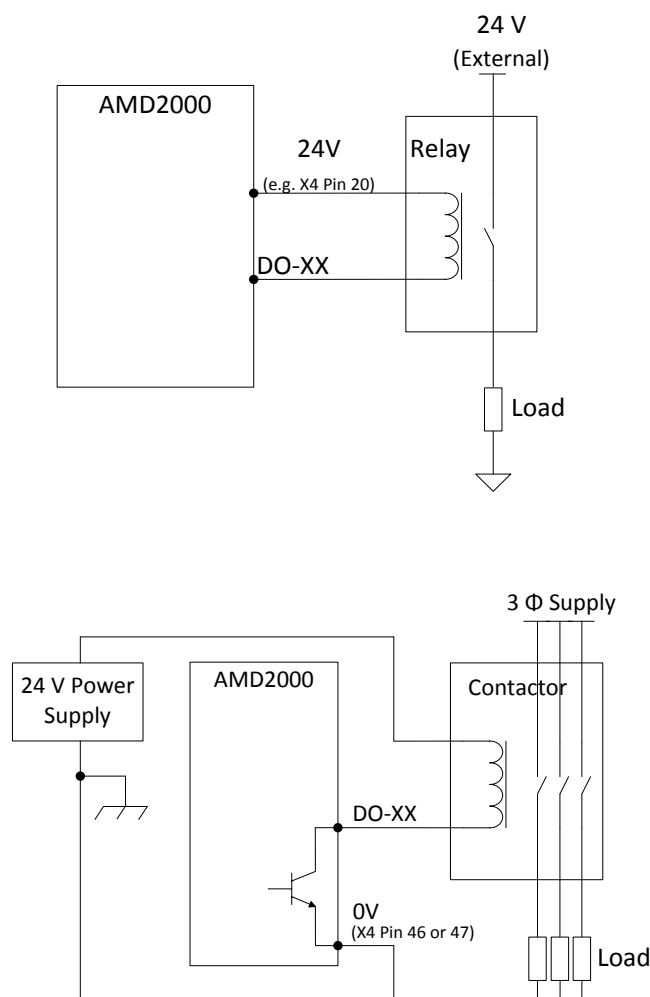 24 V
(External)
AMD2000
24V
Relay
(e.g. X4 Pin 20)
DO-XX
Load
3 Φ Supply
24 V Power
Supply
AMD2000
Contactor
DO-XX
0V
(X4 Pin 46 or 47)
Load